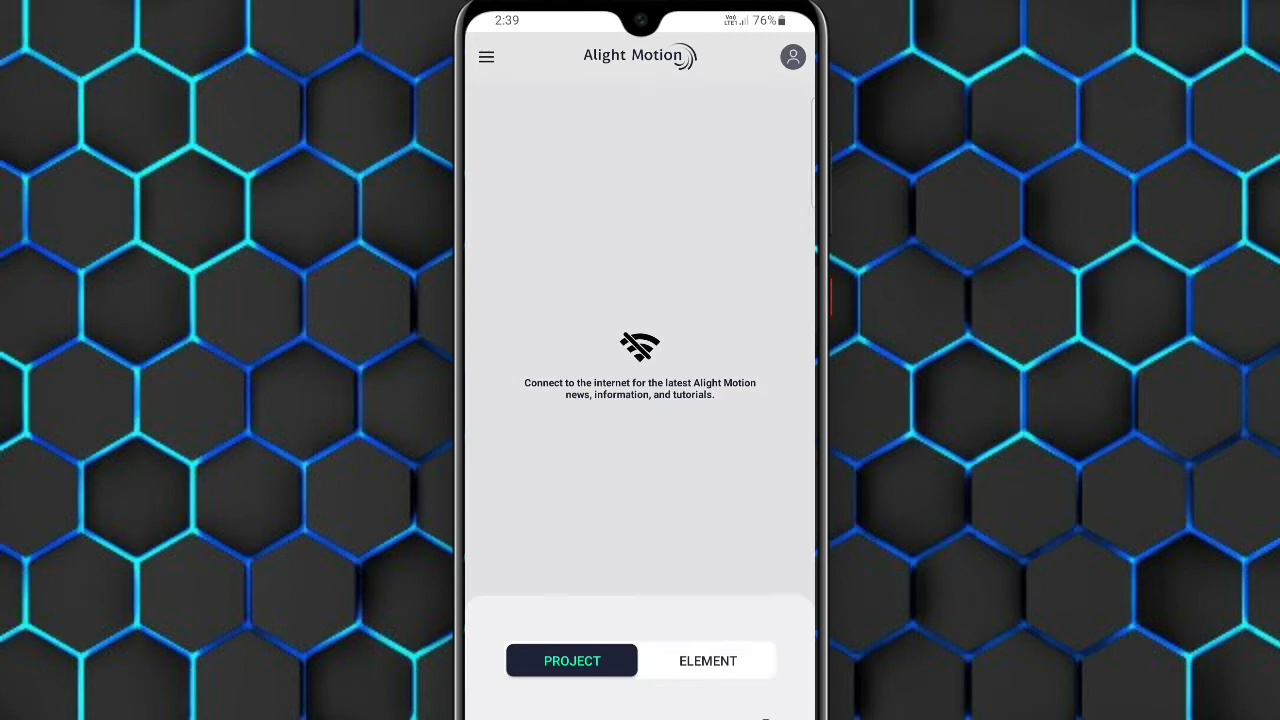 2:39
76%
Alight Motion
Connect to the internet for the latest Alight Motion
news, information, and tutorials.
PROJECT
ELEMENT